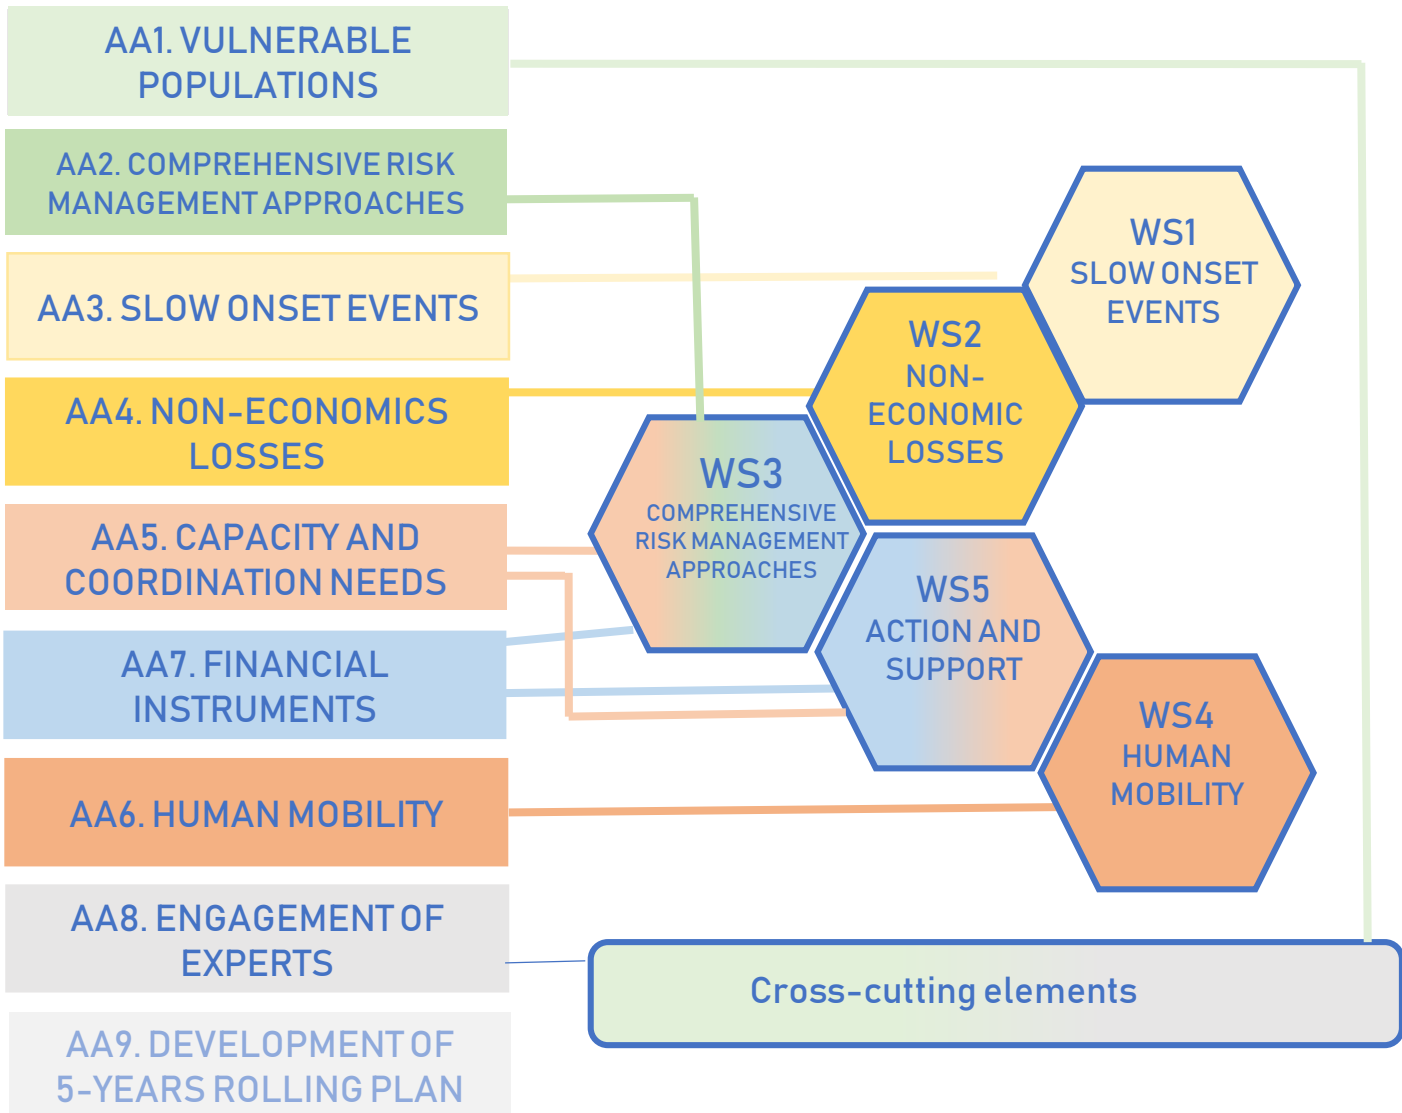 AA1. VULNERABLE
POPULATIONS
AA2. COMPREHENSIVE RISK
MANAGEMENT APPROACHES
AA3. SLOW ONSET EVENTS
AA4. NON-ECONOMICS
LOSSES
AA5. CAPACITY AND
COORDINATION NEEDS
AA7. FINANCIAL
INSTRUMENTS
AA6. HUMAN MOBILITY
AA8. ENGAGEMENT OF
EXPERTS
AA9. DEVELOPMENT OF
5-YEARS ROLLING PLAN
WS1
SLOW ONSET
EVENTS
WS2
NON-
ECONOMIC
LOSSES
WS3
COMPREHENSIVE
RISK MANAGEMENT
APPROACHES
WS5
ACTION AND
SUPPORT
WS4
HUMAN
MOBILITY
Cross-cutting elements